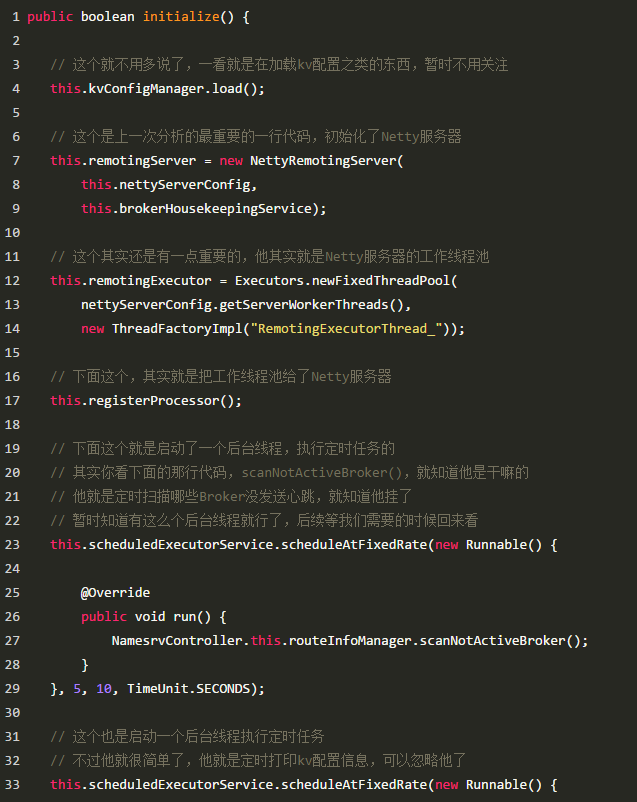 1 public boolean initialize() {
2
3 // 这个就不用多说了，一看就是在加载kv配置之类的东西，暂时不用关注
4 this.kvConfigManager.load();
5
6 // 这个是上一次分析的最重要的一行代码，初始化了Netty服务器
7 this.remotingServer = new NettyRemotingServer(
8 this.nettyServerConfig,
9 this.brokerHousekeepingService);
10
11 // 这个其实还是有一点重要的，他其实就是Netty服务器的工作线程池
12 this.remotingExecutor = Executors.newFixedThreadPool(
13 nettyServerConfig.getServerWorkerThreads(),
14 new ThreadFactoryImpl("RemotingExecutorThread_"));
15
16 // 下面这个，其实就是把工作线程池给了Netty服务器
17 this.registerProcessor();
18
19 // 下面这个就是启动了一个后台线程，执行定时任务的
20 // 其实你看下面的那行代码，scanNotActiveBroker()，就知道他是干嘛的
21 // 他就是定时扫描哪些Broker没发送心跳，就知道他挂了
22 // 暂时知道有这么个后台线程就行了，后续等我们需要的时候回来看
23 this.scheduledExecutorService.scheduleAtFixedRate(new Runnable() {
24
25 @Override
26 public void run() {
27 NamesrvController.this.routeInfoManager.scanNotActiveBroker();
28 }
29 }, 5, 10, TimeUnit.SECONDS);
30
31 // 这个也是启动一个后台线程执行定时任务
32 // 不过他就很简单了，他就是定时打印kv配置信息，可以忽略他了
33 this.scheduledExecutorService.scheduleAtFixedRate(new Runnable() {